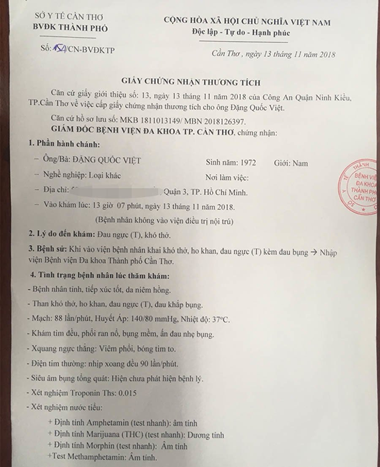 SỞ Y TẾ CẦN THƠ
BVĐK THÀNH PHỐ
Số: /CN-BVĐKTP
CỘNG HÒA XÃ HỘI CHỦ NGHĨA VIỆT NAM
Độc lập - Tự do - Hạnh phúc
Cần Thơ, ngày 13 tháng 11 năm 2018
GIẤY CHỨNG NHẬN THƯƠNG TÍCH
Căn cứ giấy giới thiệu số: 13, ngày 13 tháng 11 năm 2018 của Công An Quận Ninh Kiều,
TP.Cần Thơ về việc cấp giấy chứng nhận thương tích cho ông Đặng Quốc Việt.
Căn cứ hồ sơ lưu số: MKB 1811013149/ MBN 2018126397.
GIÁM ĐỐC BỆNH VIỆN ĐA KHOA TP. CẦN THƠ, chứng nhận:
1. Phần hành chánh:
– Ông/Bà: ĐẶNG QUỐC VIỆT Sinh năm: 1972 Giới: Nam
– Nghề nghiệp: Loại khác Nơi làm việc:
– Địa chỉ: Quận 3, TP. Hồ Chí Minh.
– Vào khám lúc: 13 giờ 07 phút, ngày 13 tháng 11 năm 2018.
(Bệnh nhân không vào viện điều trị nội trú)
BỆNH VIỆN
ĐA KHOA
THÀNH PHỐ
CẦN THƠ
2. Lý do đến khám: Đau ngực (T), khó thở.
3. Bệnh sử: Khi vào viện bệnh nhân khai khó thở, ho khan, đau ngực (T) kèm đau bụng → Nhập
viện Bệnh viện Đa khoa Thành phố Cần Thơ.
4. Tình trạng bệnh nhân lúc thăm khám:
- Bệnh nhân tỉnh, tiếp xúc tốt, da niêm hồng.
- Than khó thở, ho khan, đau ngực (T), đau khắp bụng.
- Mạch: 88 lần/phút, Huyết Áp: 140/80 mmHg, Nhiệt độ: 37ºC.
- Khám tim đều, phổi ran nổ, bụng mềm, ấn đau nhẹ bụng.
- Xquang ngực thẳng: Viêm phổi, bóng tim to.
- Điện tim thường: nhịp xoang đều 90 lần/phút.
- Siêu âm bụng tổng quát: Hiện chưa phát hiện bệnh lý.
- Xét nghiệm Troponin Ths: 0.015
- Xét nghiệm nước tiểu:
+ Định tính Amphetamin (test nhanh): âm tính
+ Định tính Marijuana (THC) (test nhanh): Dương tính
+ Định tính Morphin (test nhanh): Âm tính
+Test Methamphetamin: Âm tính.